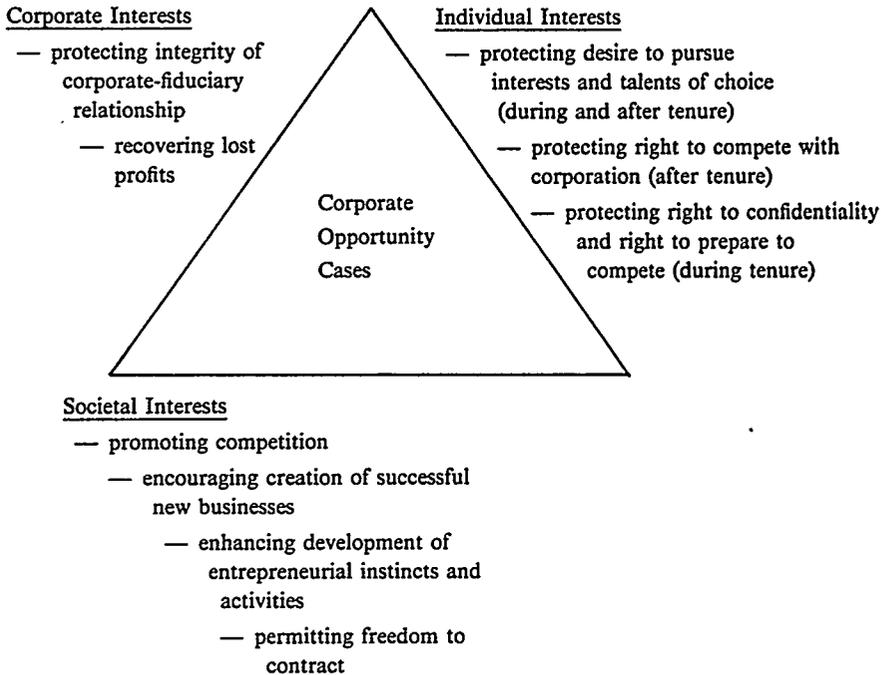 Corporate Interests
— protecting integrity of
corporate-fiduciary
relationship
— recovering lost
profits
Individual Interests
— protecting desire to pursue
interests and talents of choice
(during and after tenure)
— protecting right to compete with
corporation (after tenure)
— protecting right to confidentiality
and right to prepare to
compete (during tenure)
Corporate
Opportunity
Cases
Societal Interests
— promoting competition
— encouraging creation of successful
new businesses
— enhancing development of
entrepreneurial instincts and
activities
— permitting freedom to
contract